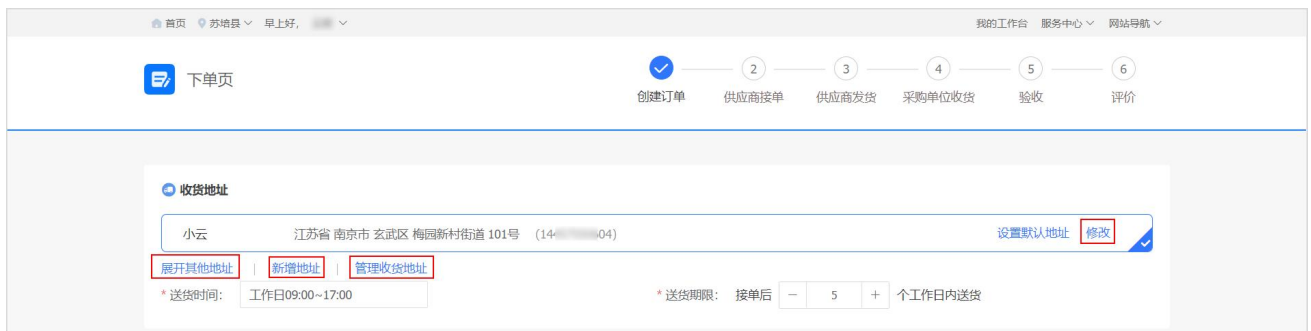 首页 苏培县 早上好, 我的工作台 服务中心 网站导航
下单页
2 3 4 5 6
创建订单 供应商接单 供应商发货 采购单位收货 验收 评价
收货地址
小云 江苏省 南京市 玄武区 梅园新村街道 101号 (14 04) 设置默认地址 修改
展开其他地址 | 新增地址 | 管理收货地址
* 送货时间: 工作日09:00~17:00 * 送货期限: 接单后 − 5 + 个工作日内送货